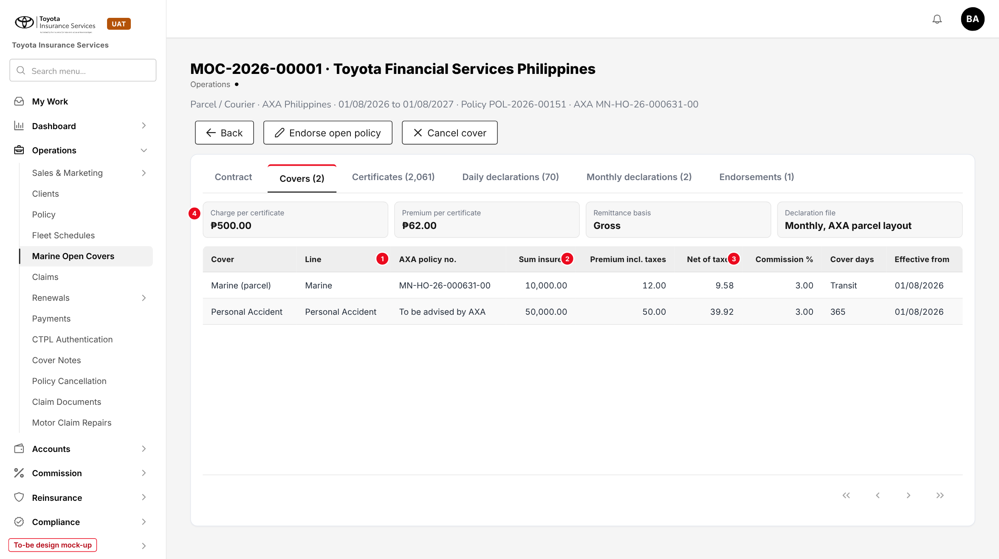 Toyota
Insurance Services
UAT
Toyota Insurance Services
Search menu...
My Work
Dashboard
Operations
Sales & Marketing
Clients
Policy
Fleet Schedules
Marine Open Covers
Claims
Renewals
Payments
CTPL Authentication
Cover Notes
Policy Cancellation
Claim Documents
Motor Claim Repairs
Accounts
Commission
Reinsurance
Compliance
To-be design mock-up
BA
MOC-2026-00001 · Toyota Financial Services Philippines
Operations
Parcel / Courier · AXA Philippines · 01/08/2026 to 01/08/2027 · Policy POL-2026-00151 · AXA MN-HO-26-000631-00
Back Endorse open policy Cancel cover
Contract Covers (2) Certificates (2,061) Daily declarations (70) Monthly declarations (2) Endorsements (1)
4
Charge per certificate
₱500.00
Premium per certificate
₱62.00
Remittance basis
Gross
Declaration file
Monthly, AXA parcel layout
Cover Line 1 AXA policy no. Sum insure 2 Premium incl. taxes Net of taxe 3 Commission % Cover days Effective from
Marine (parcel) Marine MN-HO-26-000631-00 10,000.00 12.00 9.58 3.00 Transit 01/08/2026
Personal Accident Personal Accident To be advised by AXA 50,000.00 50.00 39.92 3.00 365 01/08/2026